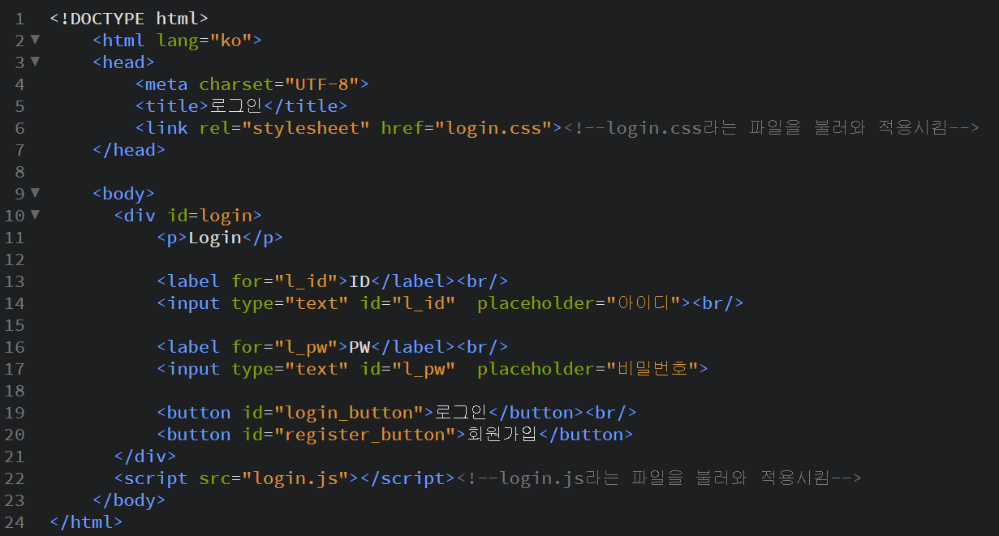 1 <!DOCTYPE html>
2 ▼ <html lang="ko">
3 ▼ <head>
4 <meta charset="UTF-8">
5 <title>로그인</title>
6 <link rel="stylesheet" href="login.css"><!--login.css라는 파일을 불러와 적용시킴-->
7 </head>
8
9 ▼ <body>
10 ▼ <div id=login>
11 <p>Login</p>
12
13 <label for="l_id">ID</label><br/>
14 <input type="text" id="l_id"  placeholder="아이디"><br/>
15
16 <label for="l_pw">PW</label><br/>
17 <input type="text" id="l_pw"  placeholder="비밀번호">
18
19 <button id="login_button">로그인</button><br/>
20 <button id="register_button">회원가입</button>
21 </div>
22 <script src="login.js"></script><!--login.js라는 파일을 불러와 적용시킴-->
23 </body>
24 </html>